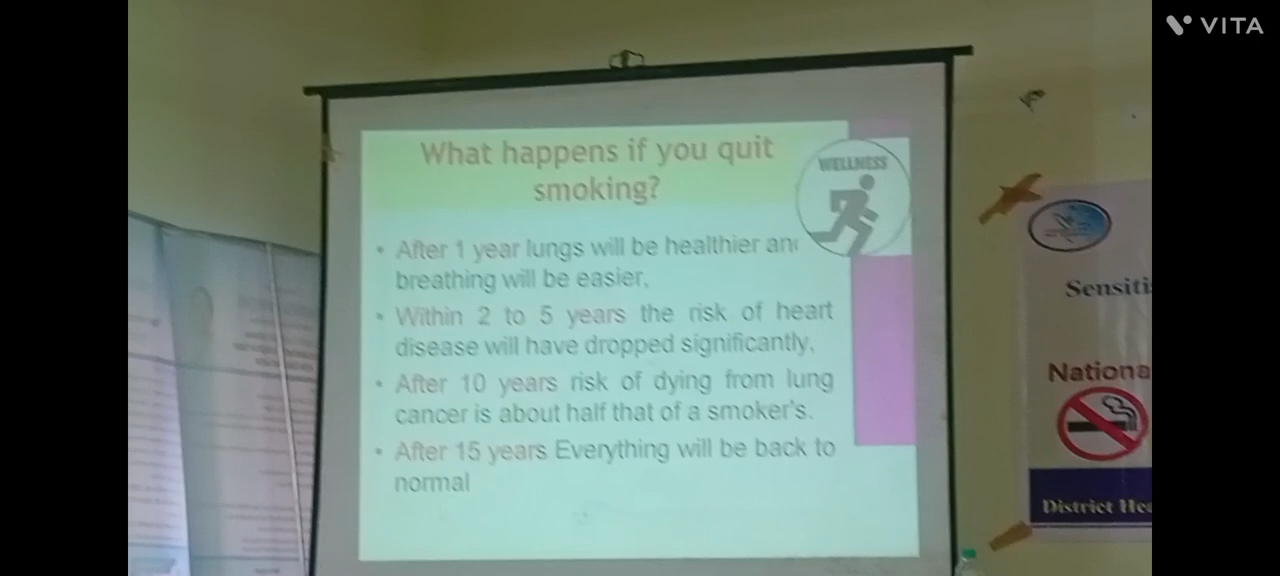 VITA
What happens if you quit
smoking?
WELLNESS
• After 1 year lungs will be healthier and
breathing will be easier.
• Within 2 to 5 years the risk of heart
disease will have dropped significantly.
• After 10 years risk of dying from lung
cancer is about half that of a smoker's.
• After 15 years Everything will be back to
normal
Sensiti
Nationa
District Hea